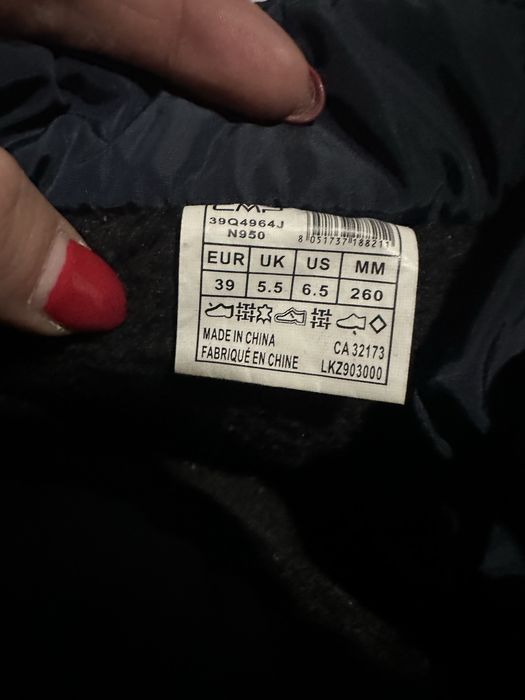 CMP
39Q4964J
N950
8 051737 188211
EUR UK US MM
39 5.5 6.5 260
MADE IN CHINA
FABRIQUÉ EN CHINE
CA 32173
LKZ903000